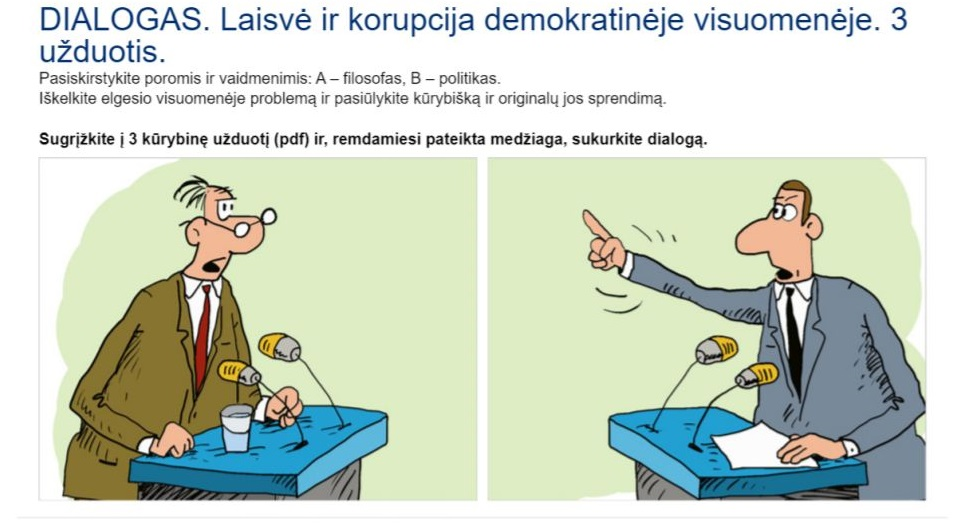 DIALOGAS. Laisvė ir korupcija demokratinėje visuomenėje. 3
užduotis.
Pasiskirstykite poromis ir vaidmenimis: A – filosofas, B – politikas.
Iškelkite elgesio visuomenėje problemą ir pasiūlykite kūrybišką ir originalų jos sprendimą.
Sugrįžkite į 3 kūrybinę užduotį (pdf) ir, remdamiesi pateikta medžiaga, sukurkite dialogą.